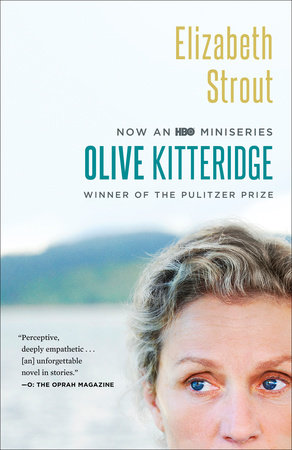 Elizabeth
Strout
NOW AN HBO MINISERIES
OLIVE KITTERIDGE
WINNER OF THE PULITZER PRIZE
“Perceptive,
deeply empathetic . . .
[an] unforgettable
novel in stories.”
—O: THE OPRAH MAGAZINE